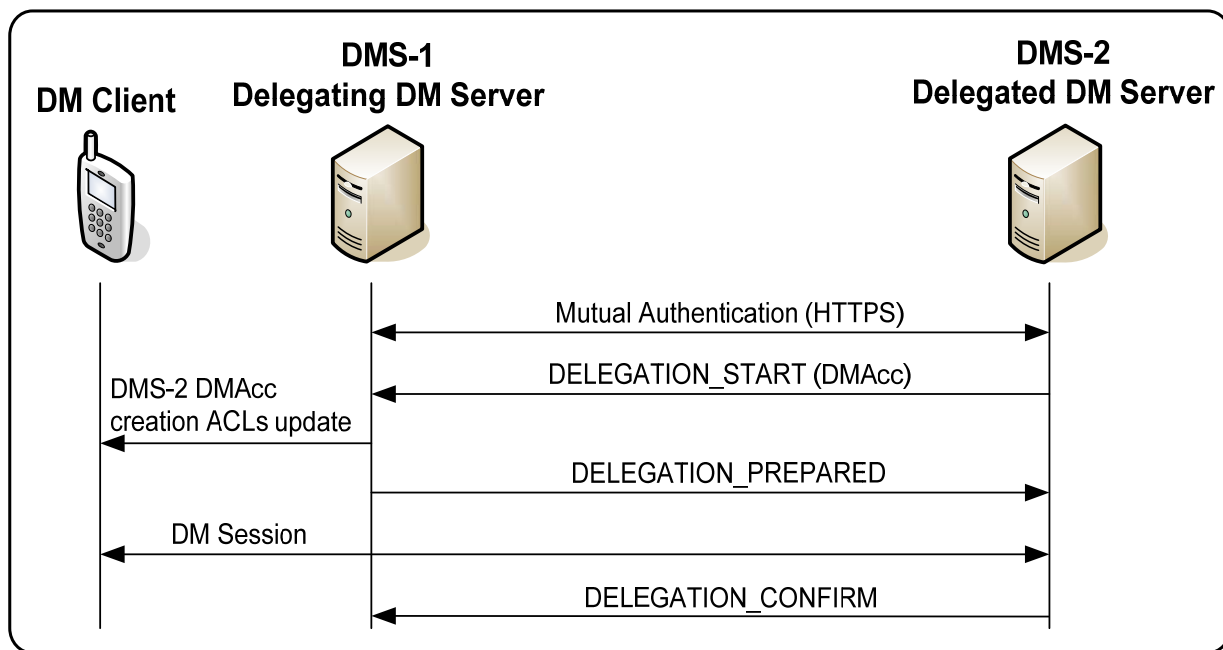 DM Client
DMS-1
Delegating DM Server
DMS-2
Delegated DM Server
Mutual Authentication (HTTPS)
DELEGATION_START (DMAcc)
DMS-2 DMAcc
creation ACLs update
DELEGATION_PREPARED
DM Session
DELEGATION_CONFIRM